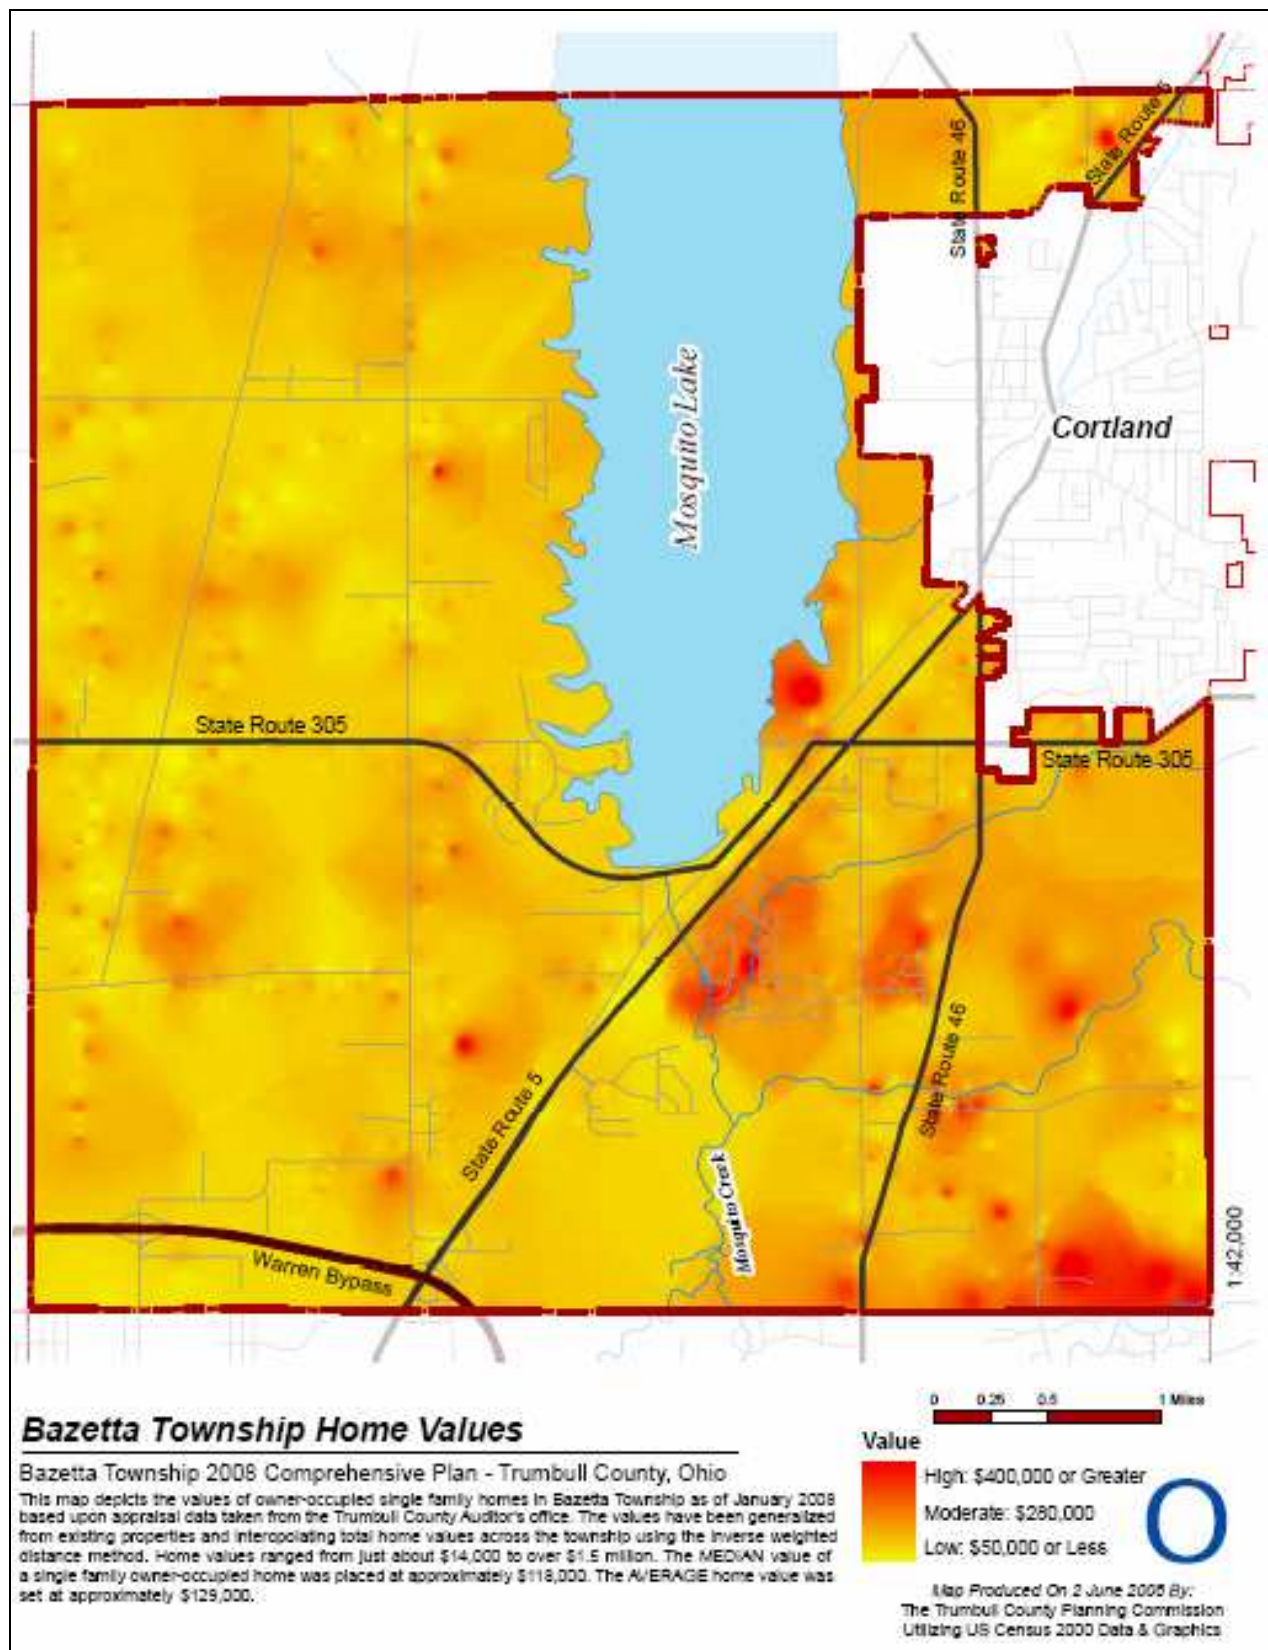 State Route 46
State Route 5
Mosquito Lake
Cortland
State Route 305
State Route 305
State Route 46
State Route 5
Mosquito Creek
Warren Bypass
1:42,000
0 0.25 0.5 1 Miles
Bazetta Township Home Values
Bazetta Township 2008 Comprehensive Plan - Trumbull County, Ohio
This map depicts the values of owner-occupied single family homes in Bazetta Township as of January 2008
based upon appraisal data taken from the Trumbull County Auditor's office. The values have been generalized
from existing properties and interpolating total home values across the township using the inverse weighted
distance method. Home values ranged from just about $14,000 to over $1.5 million. The MEDIAN value of
a single family owner-occupied home was placed at approximately $118,000. The AVERAGE home value was
set at approximately $129,000.
Value
High: $400,000 or Greater
Moderate: $280,000
Low: $50,000 or Less
Map Produced On 2 June 2008 By:
The Trumbull County Planning Commission
Utilizing US Census 2000 Data & Graphics